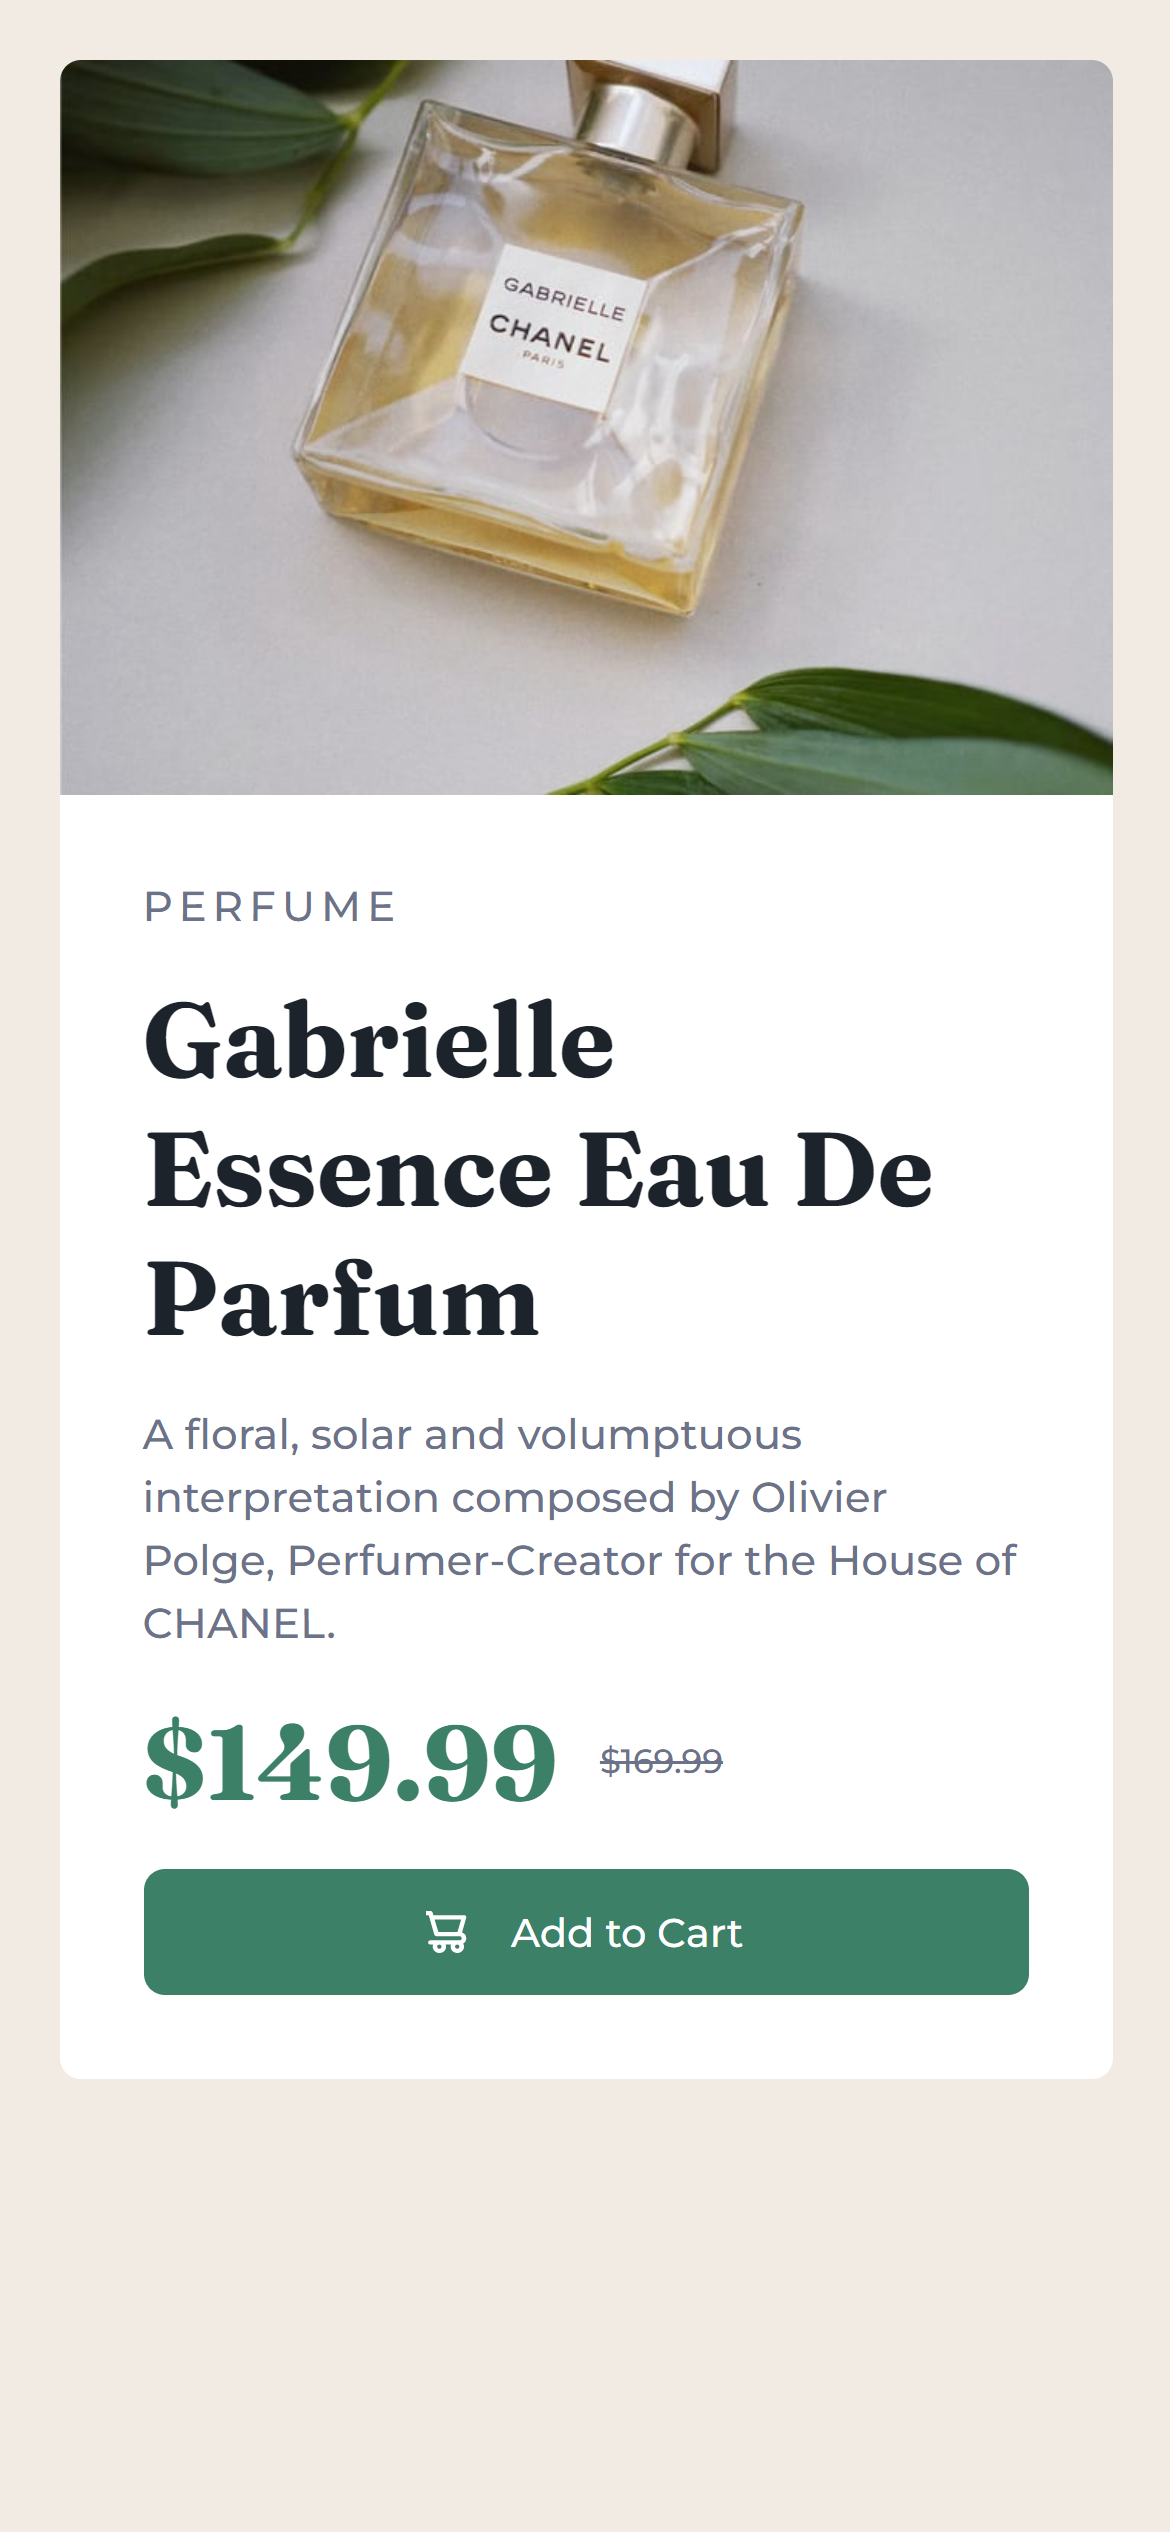 GABRIELLE
CHANEL
PARIS
PERFUME
Gabrielle
Essence Eau De
Parfum
A floral, solar and volumptuous
interpretation composed by Olivier
Polge, Perfumer-Creator for the House of
CHANEL.
$149.99 $169.99
Add to Cart